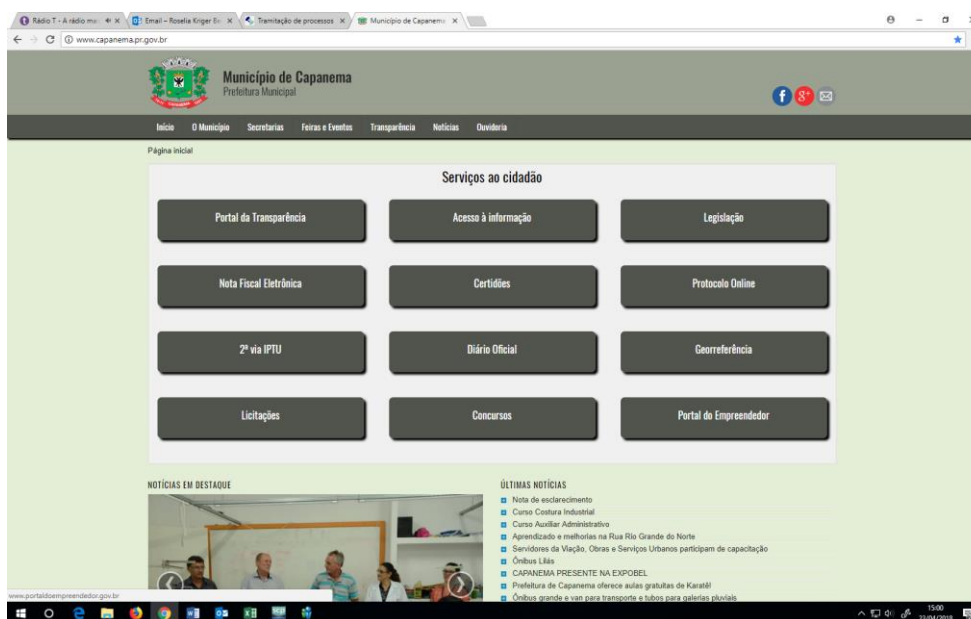 Rádio T - A rádio ma
Email – Roselia Kriger Be
Tramitação de processos
Município de Capanema
www.capanema.pr.gov.br
Município de Capanema
Prefeitura Municipal
Início O Município Secretarias Feiras e Eventos Transparência Notícias Ouvidoria
Página inicial
Serviços ao cidadão
Portal da Transparência Acesso à informação Legislação
Nota Fiscal Eletrônica Certidões Protocolo Online
2ª via IPTU Diário Oficial Georreferência
Licitações Concursos Portal do Empreendedor
NOTÍCIAS EM DESTAQUE
ÚLTIMAS NOTÍCIAS
Nota de esclarecimento
Curso Costura Industrial
Curso Auxiliar Administrativo
Aprendizado e melhorias na Rua Rio Grande do Norte
Servidores da Viação, Obras e Serviços Urbanos participam de capacitação
Ônibus Lilás
CAPANEMA PRESENTE NA EXPOBEL
Prefeitura de Capanema oferece aulas gratuitas de Karatê!
Ônibus grande e van para transporte e tubos para galerias pluviais
www.portaldoempreendedor.gov.br
15:00